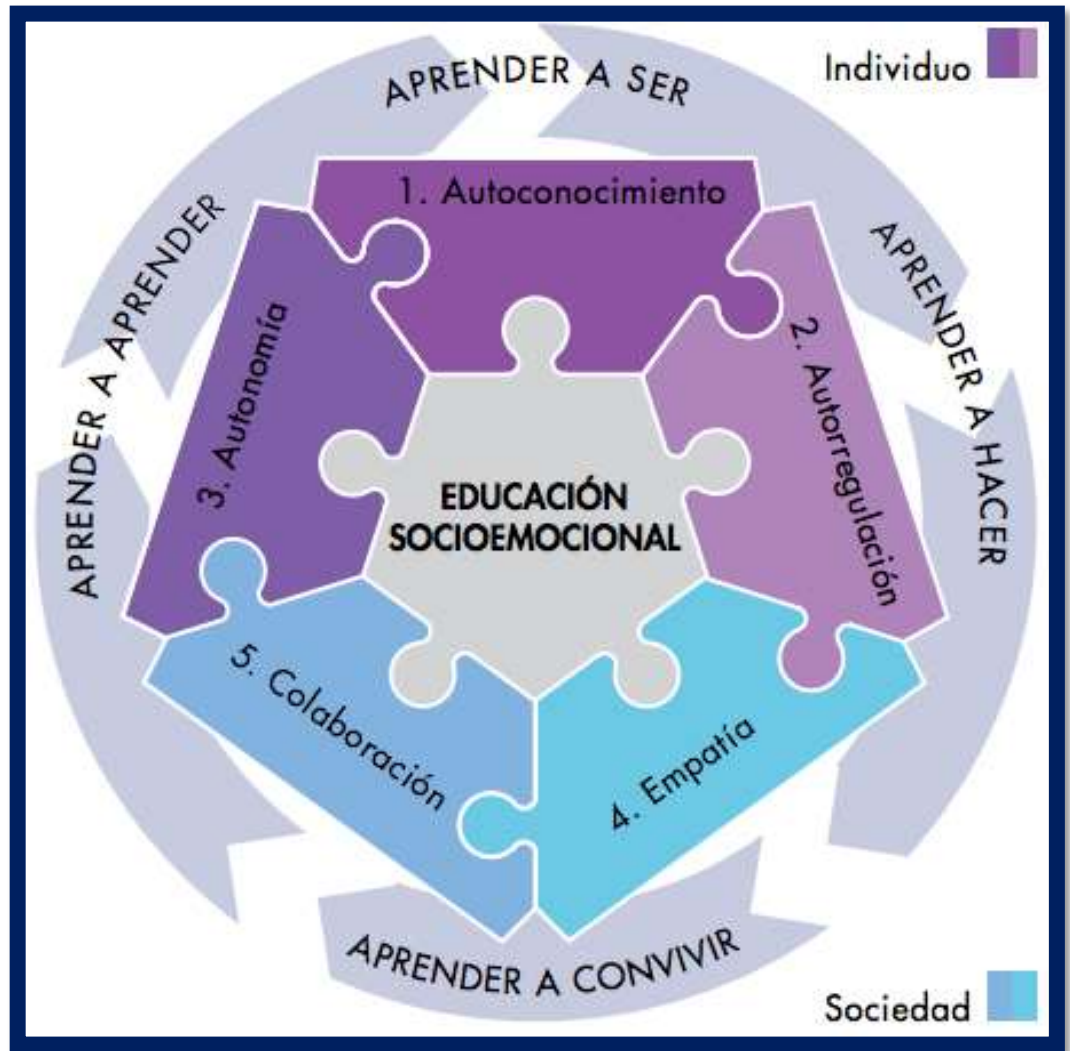 Individuo
APRENDER A SER
APRENDER A HACER
APRENDER A CONVIVIR
APRENDER A APRENDER
1. Autoconocimiento
2. Autorregulación
3. Autonomía
4. Empatía
5. Colaboración
EDUCACIÓN
SOCIOEMOCIONAL
Sociedad